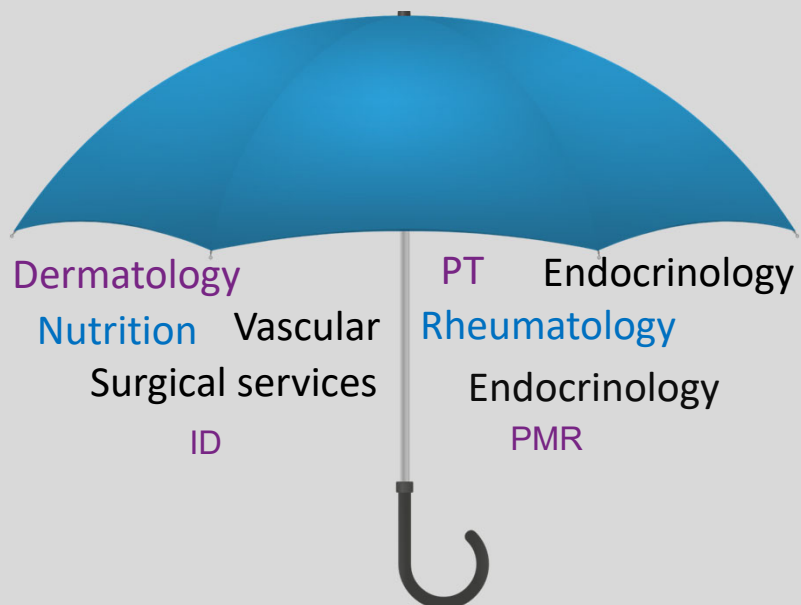 Dermatology
PT
Endocrinology
Nutrition
Vascular
Rheumatology
Surgical services
Endocrinology
ID
PMR